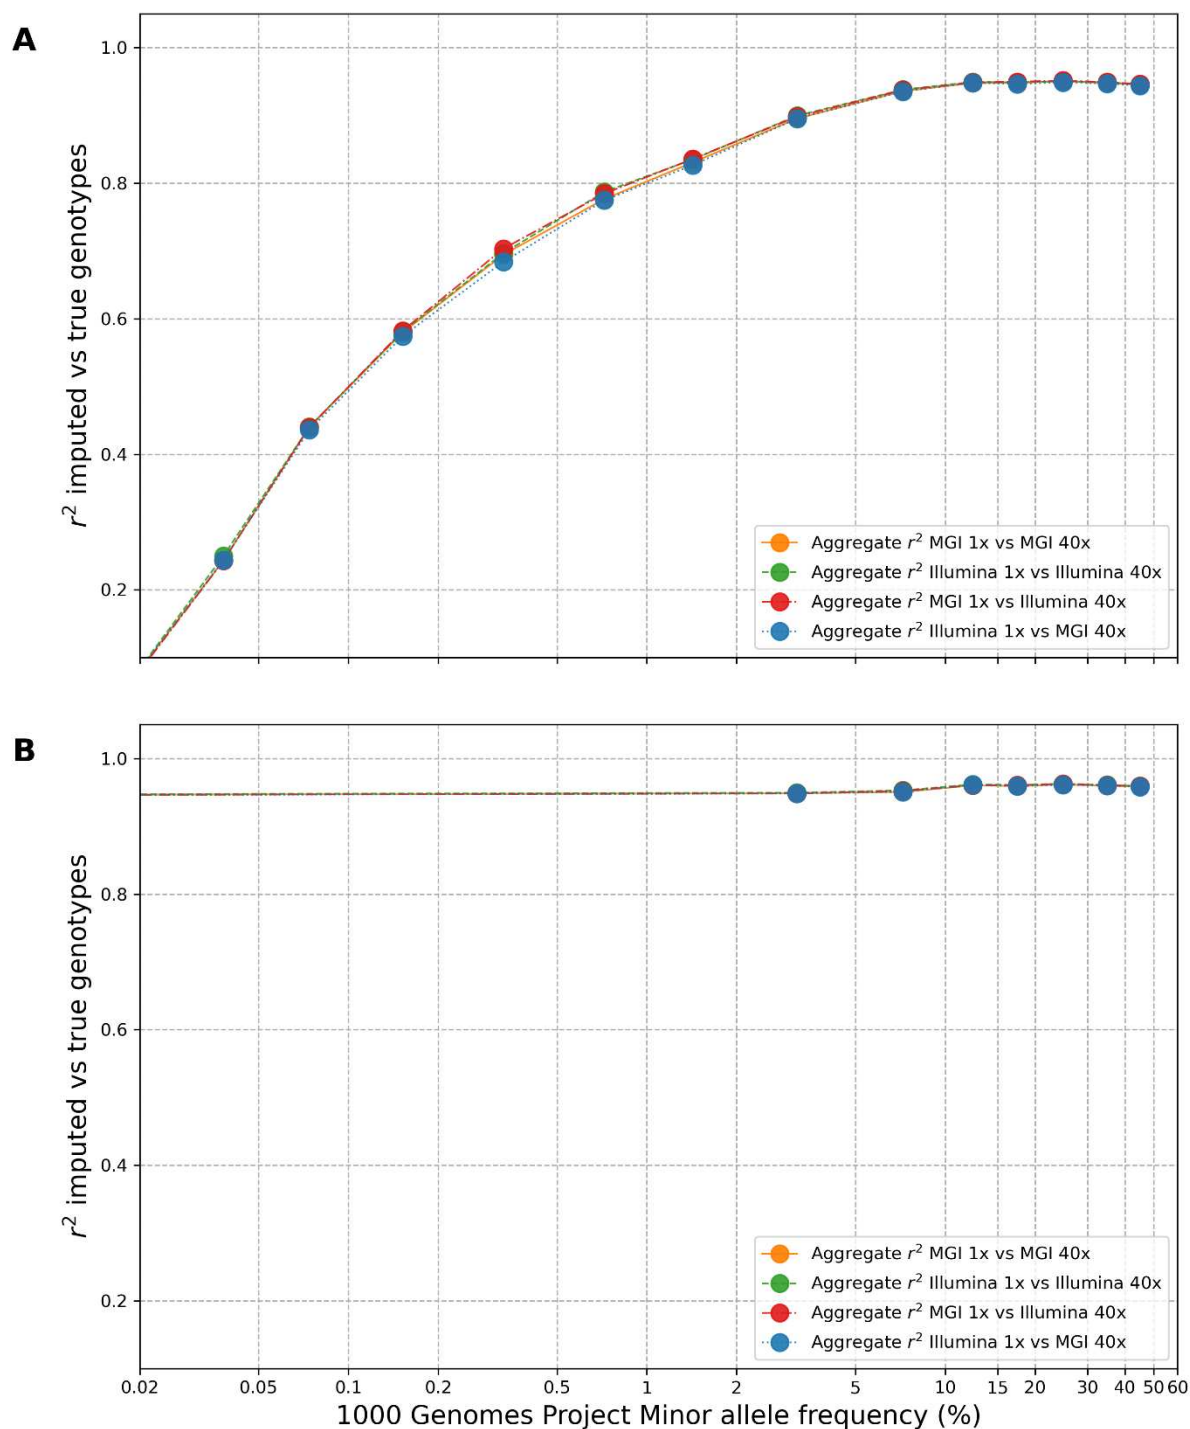 A
1.0
0.8
0.6
0.4
0.2
r² imputed vs true genotypes
Aggregate r² MGI 1x vs MGI 40x
Aggregate r² Illumina 1x vs Illumina 40x
Aggregate r² MGI 1x vs Illumina 40x
Aggregate r² Illumina 1x vs MGI 40x
B
1.0
0.8
0.6
0.4
0.2
r² imputed vs true genotypes
Aggregate r² MGI 1x vs MGI 40x
Aggregate r² Illumina 1x vs Illumina 40x
Aggregate r² MGI 1x vs Illumina 40x
Aggregate r² Illumina 1x vs MGI 40x
0.02 0.05 0.1 0.2 0.5 1 2 5 10 15 20 30 40 50 60
1000 Genomes Project Minor allele frequency (%)